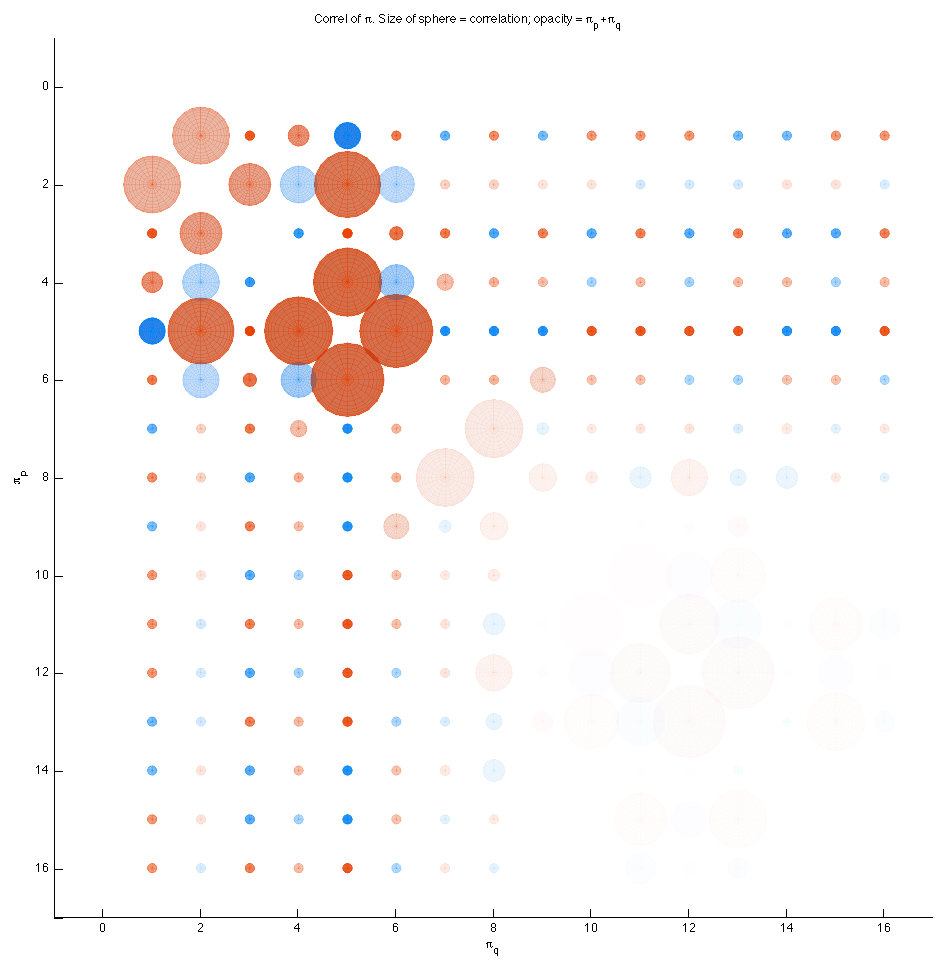 Correl of π. Size of sphere = correlation; opacity = πp+πq
0
2
4
6
πp
8
10
12
14
16
0 2 4 6 8 10 12 14 16
πq